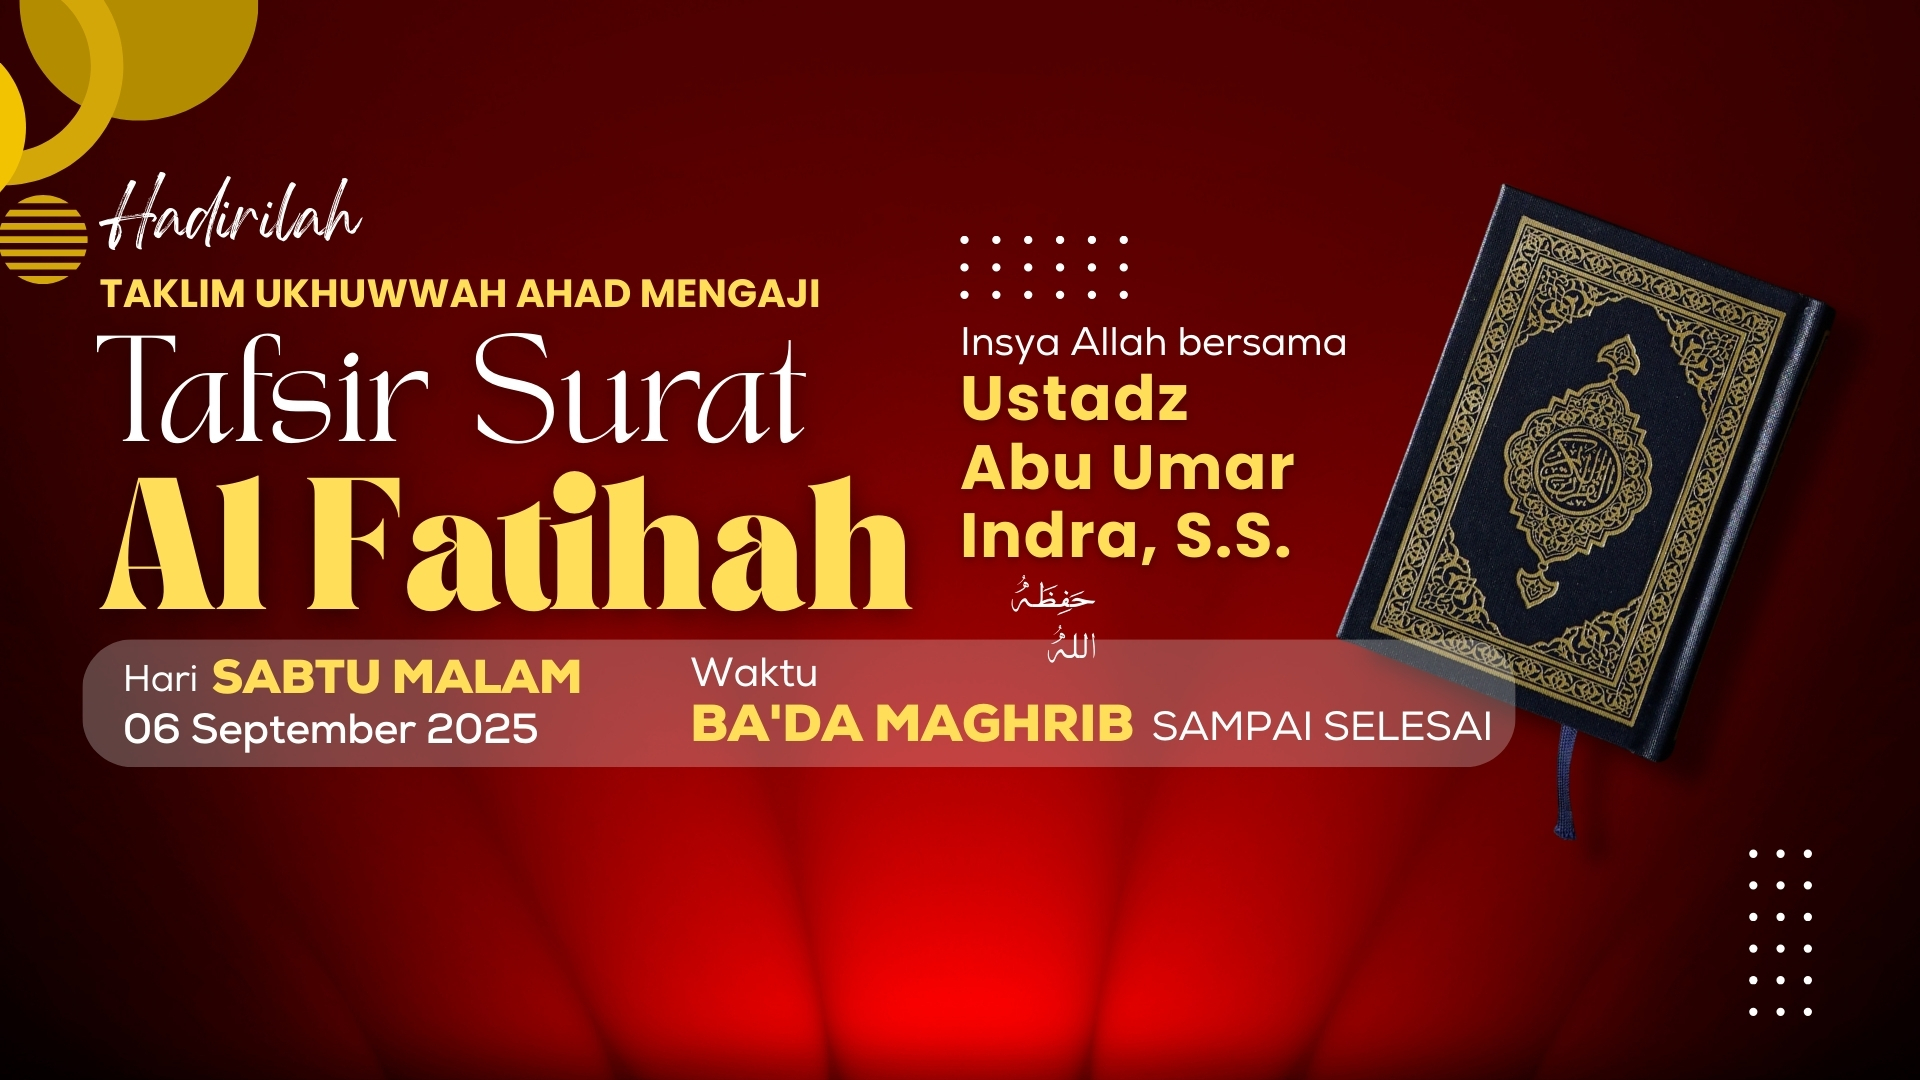 Hadirilah
TAKLIM UKHUWWAH AHAD MENGAJI
Tafsir Surat
Al Fatihah
Insya Allah bersama
Ustadz
Abu Umar
Indra, S.S.
حَفِظَهُ
اللهُ
Hari SABTU MALAM
06 September 2025
Waktu
BA'DA MAGHRIB SAMPAI SELESAI